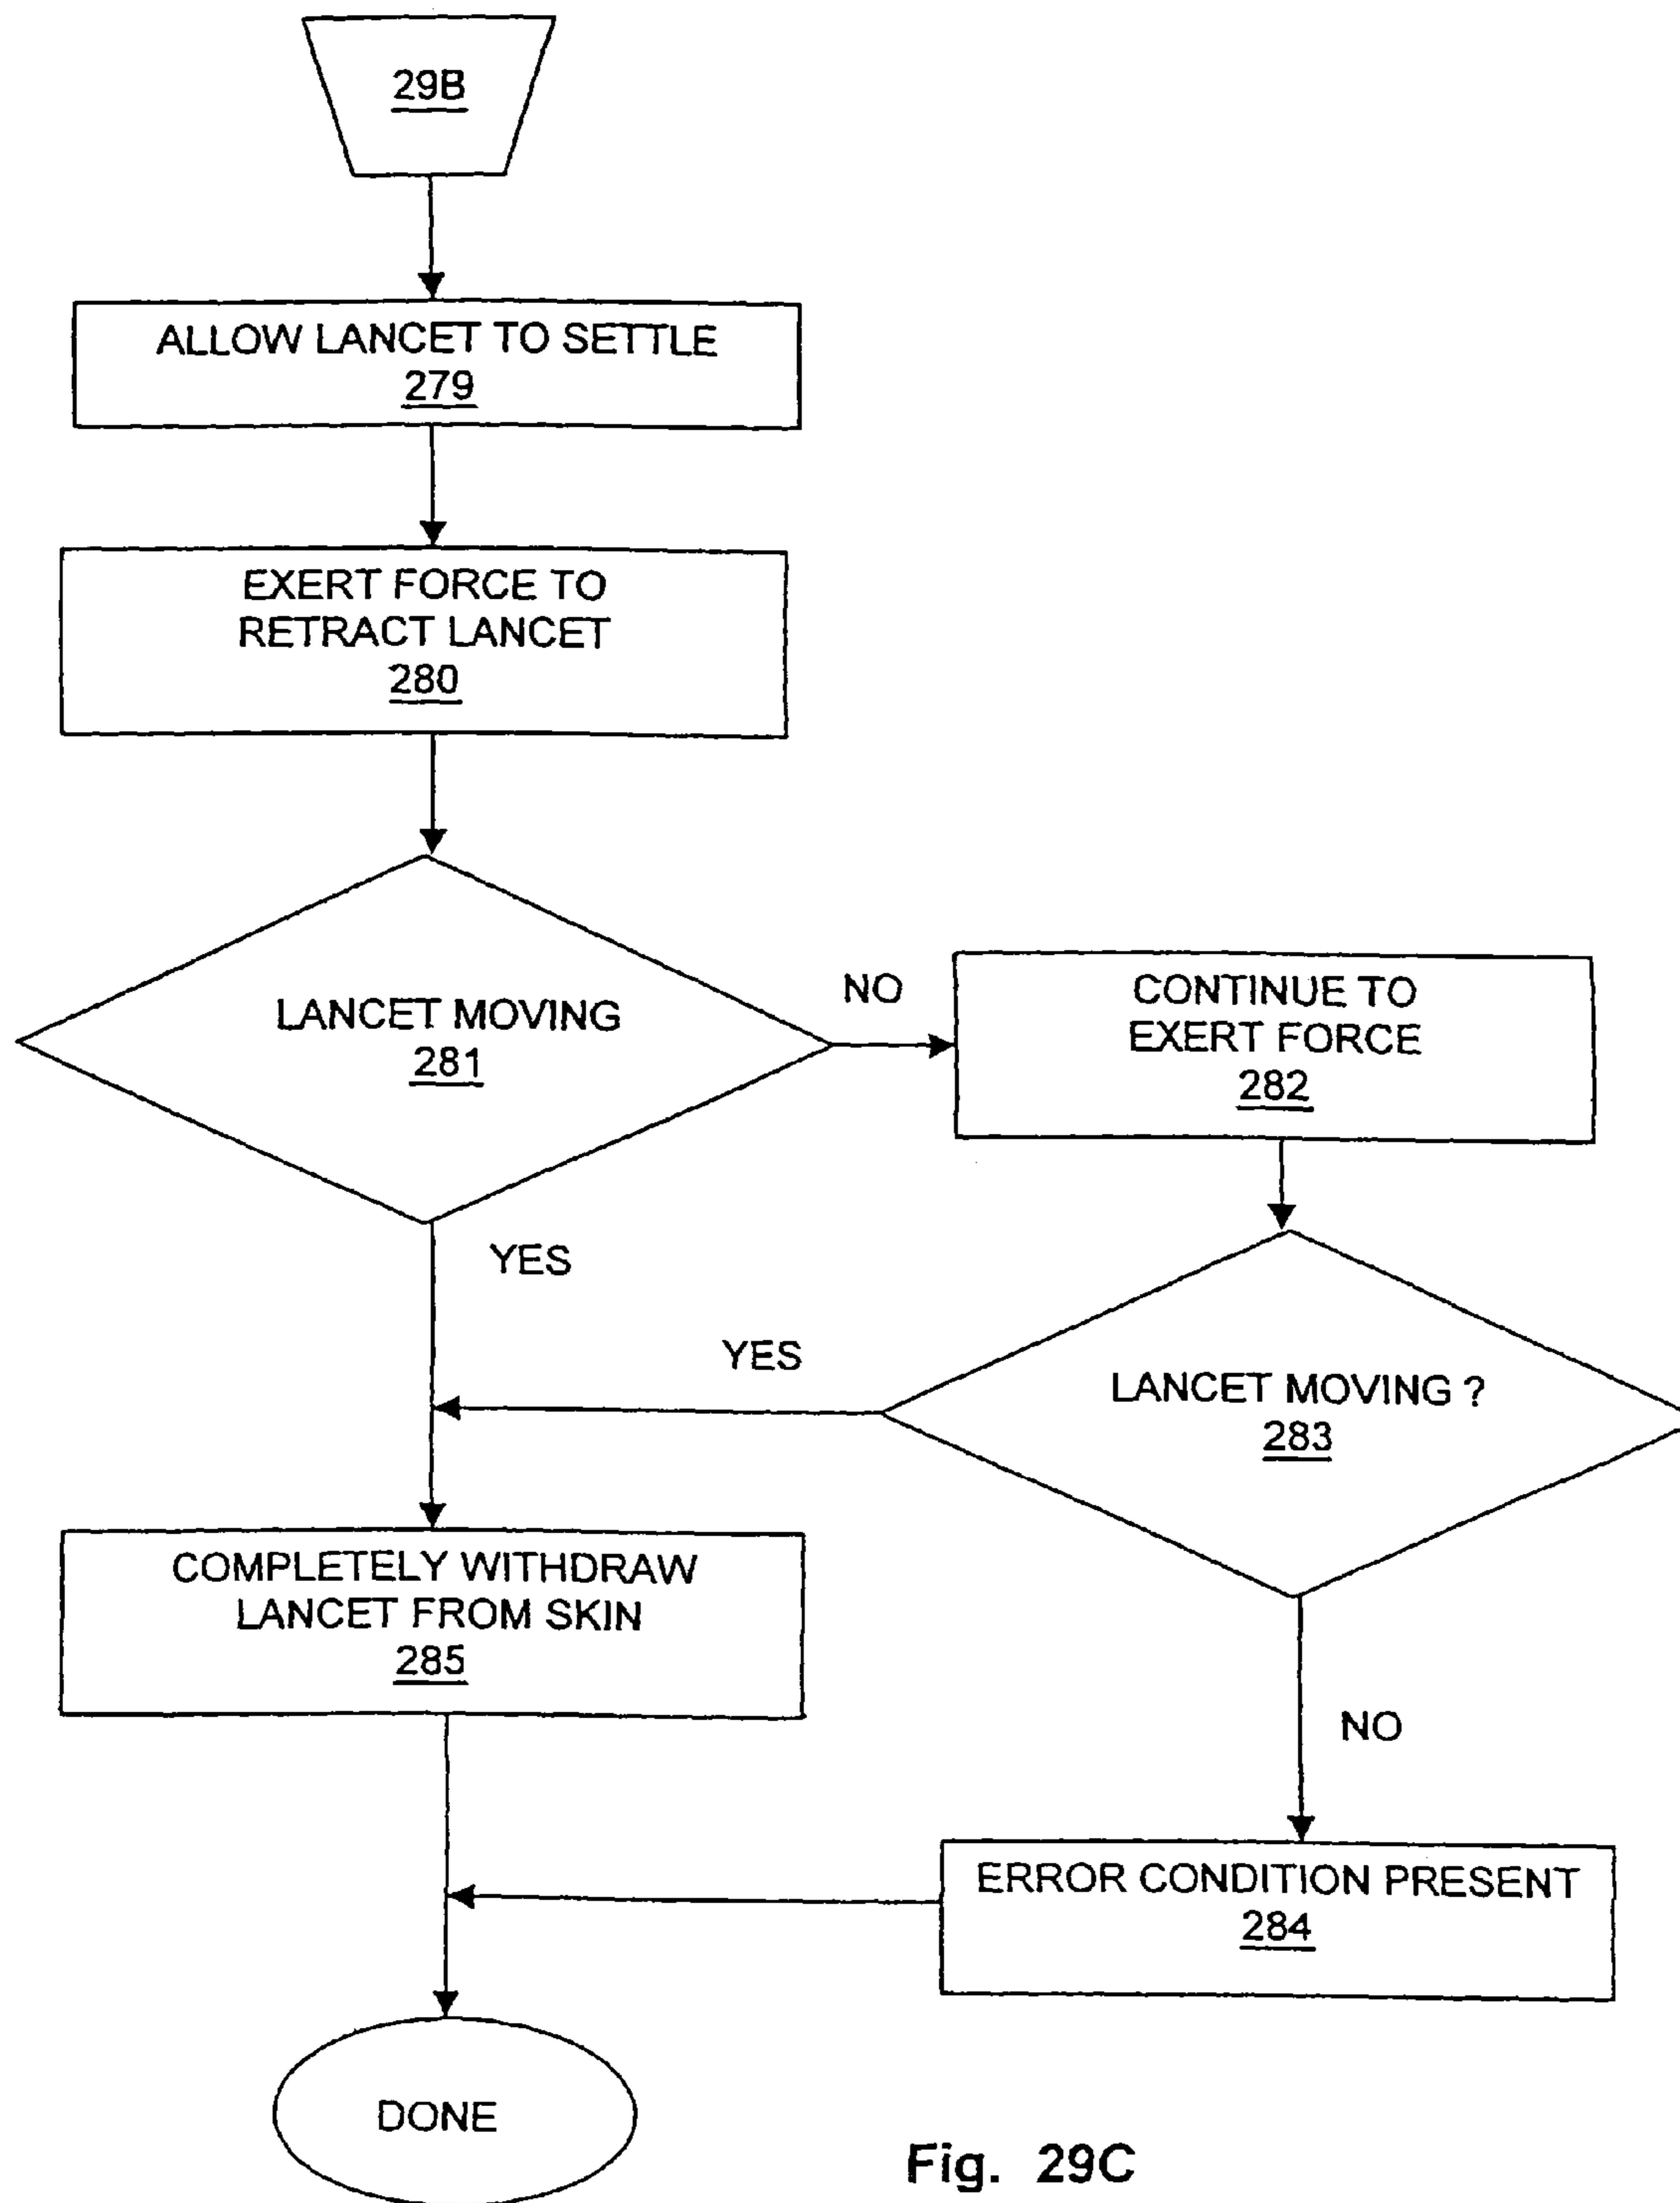 29B
ALLOW LANCET TO SETTLE
279
EXERT FORCE TO
RETRACT LANCET
280
LANCET MOVING
281
NO
CONTINUE TO
EXERT FORCE
282
YES
YES
LANCET MOVING ?
283
COMPLETELY WITHDRAW
LANCET FROM SKIN
285
NO
ERROR CONDITION PRESENT
284
DONE
Fig. 29C